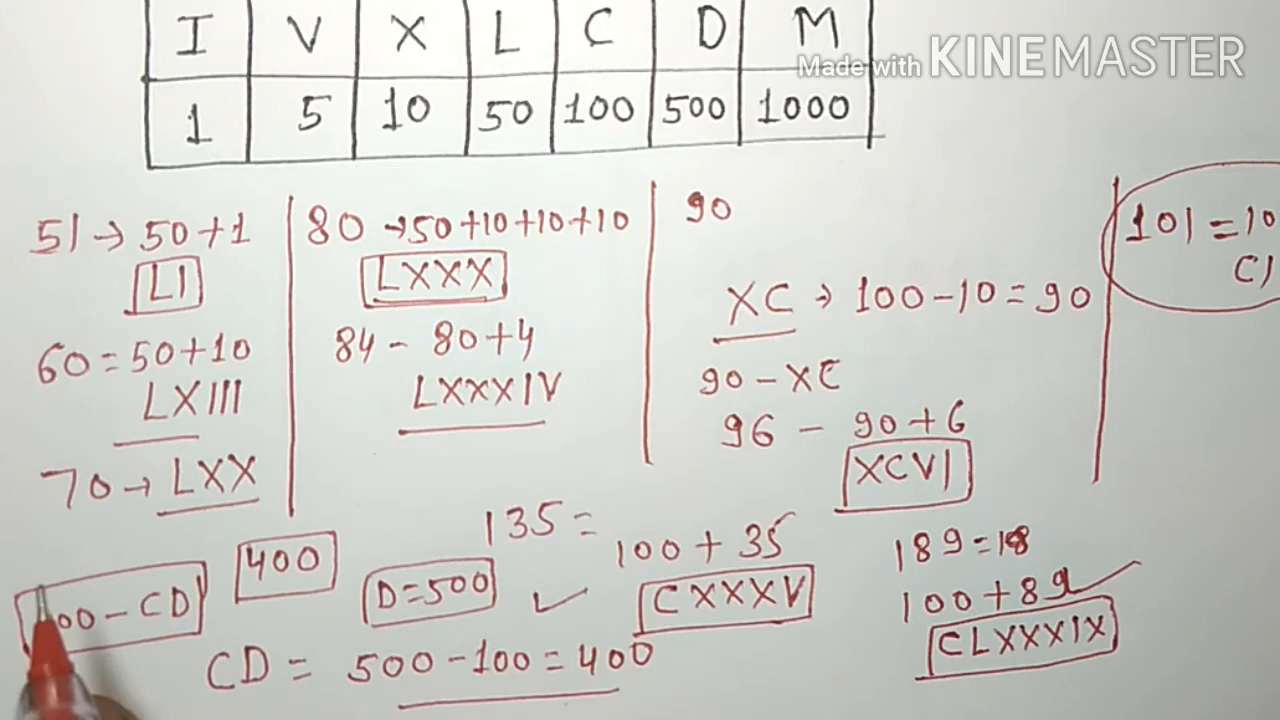 I V X L C D M
Made with KINEMASTER
1 5 10 50 100 500 1000
51 → 50+1
LI
60 = 50+10
LXIII
70 → LXX
80 → 50+10+10+10
LXXX
84 - 80+4
LXXXIV
90
XC → 100-10=90
90-XC
96 - 90+6
XCVI
101 = 10
CI
400
00-CD
D=500
CD = 500-100=400
135 =
100 + 35
CXXXV
189=18
100+89
CLXXXIX